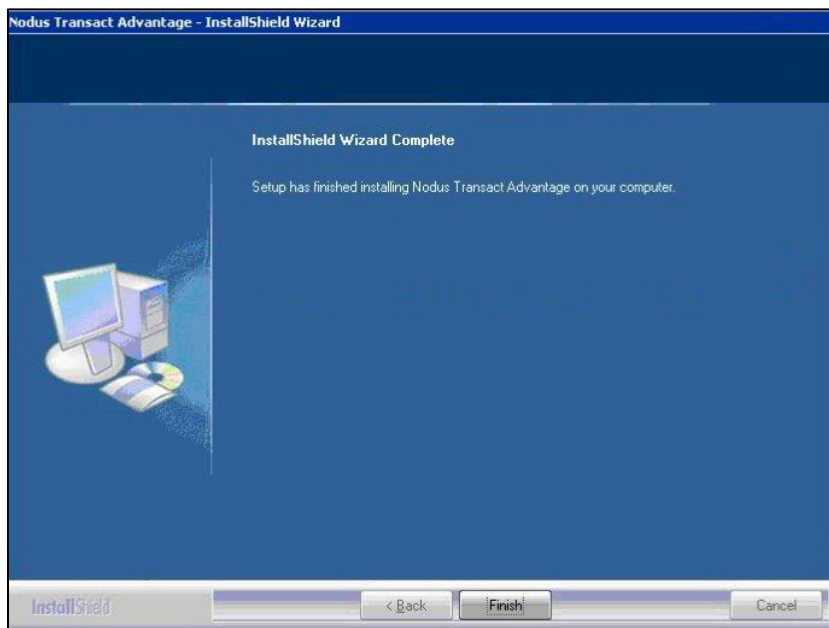 Nodus Transact Advantage - InstallShield Wizard
InstallShield Wizard Complete
Setup has finished installing Nodus Transact Advantage on your computer.
InstallShield
< Back
Finish
Cancel